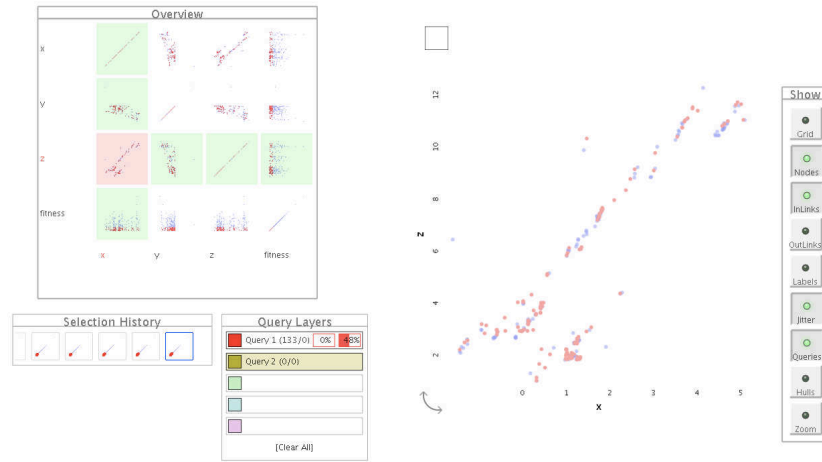 Overview
x
y
z
fitness
x
y
z
fitness
Selection History
Query Layers
Query 1 (133/0) 0% 48%
Query 2 (0/0)
[Clear All]
z
12
10
8
6
4
2
0
1
2
3
4
5
x
Show
Grid
Nodes
InLinks
OutLinks
Labels
Jitter
Queries
Hulls
Zoom